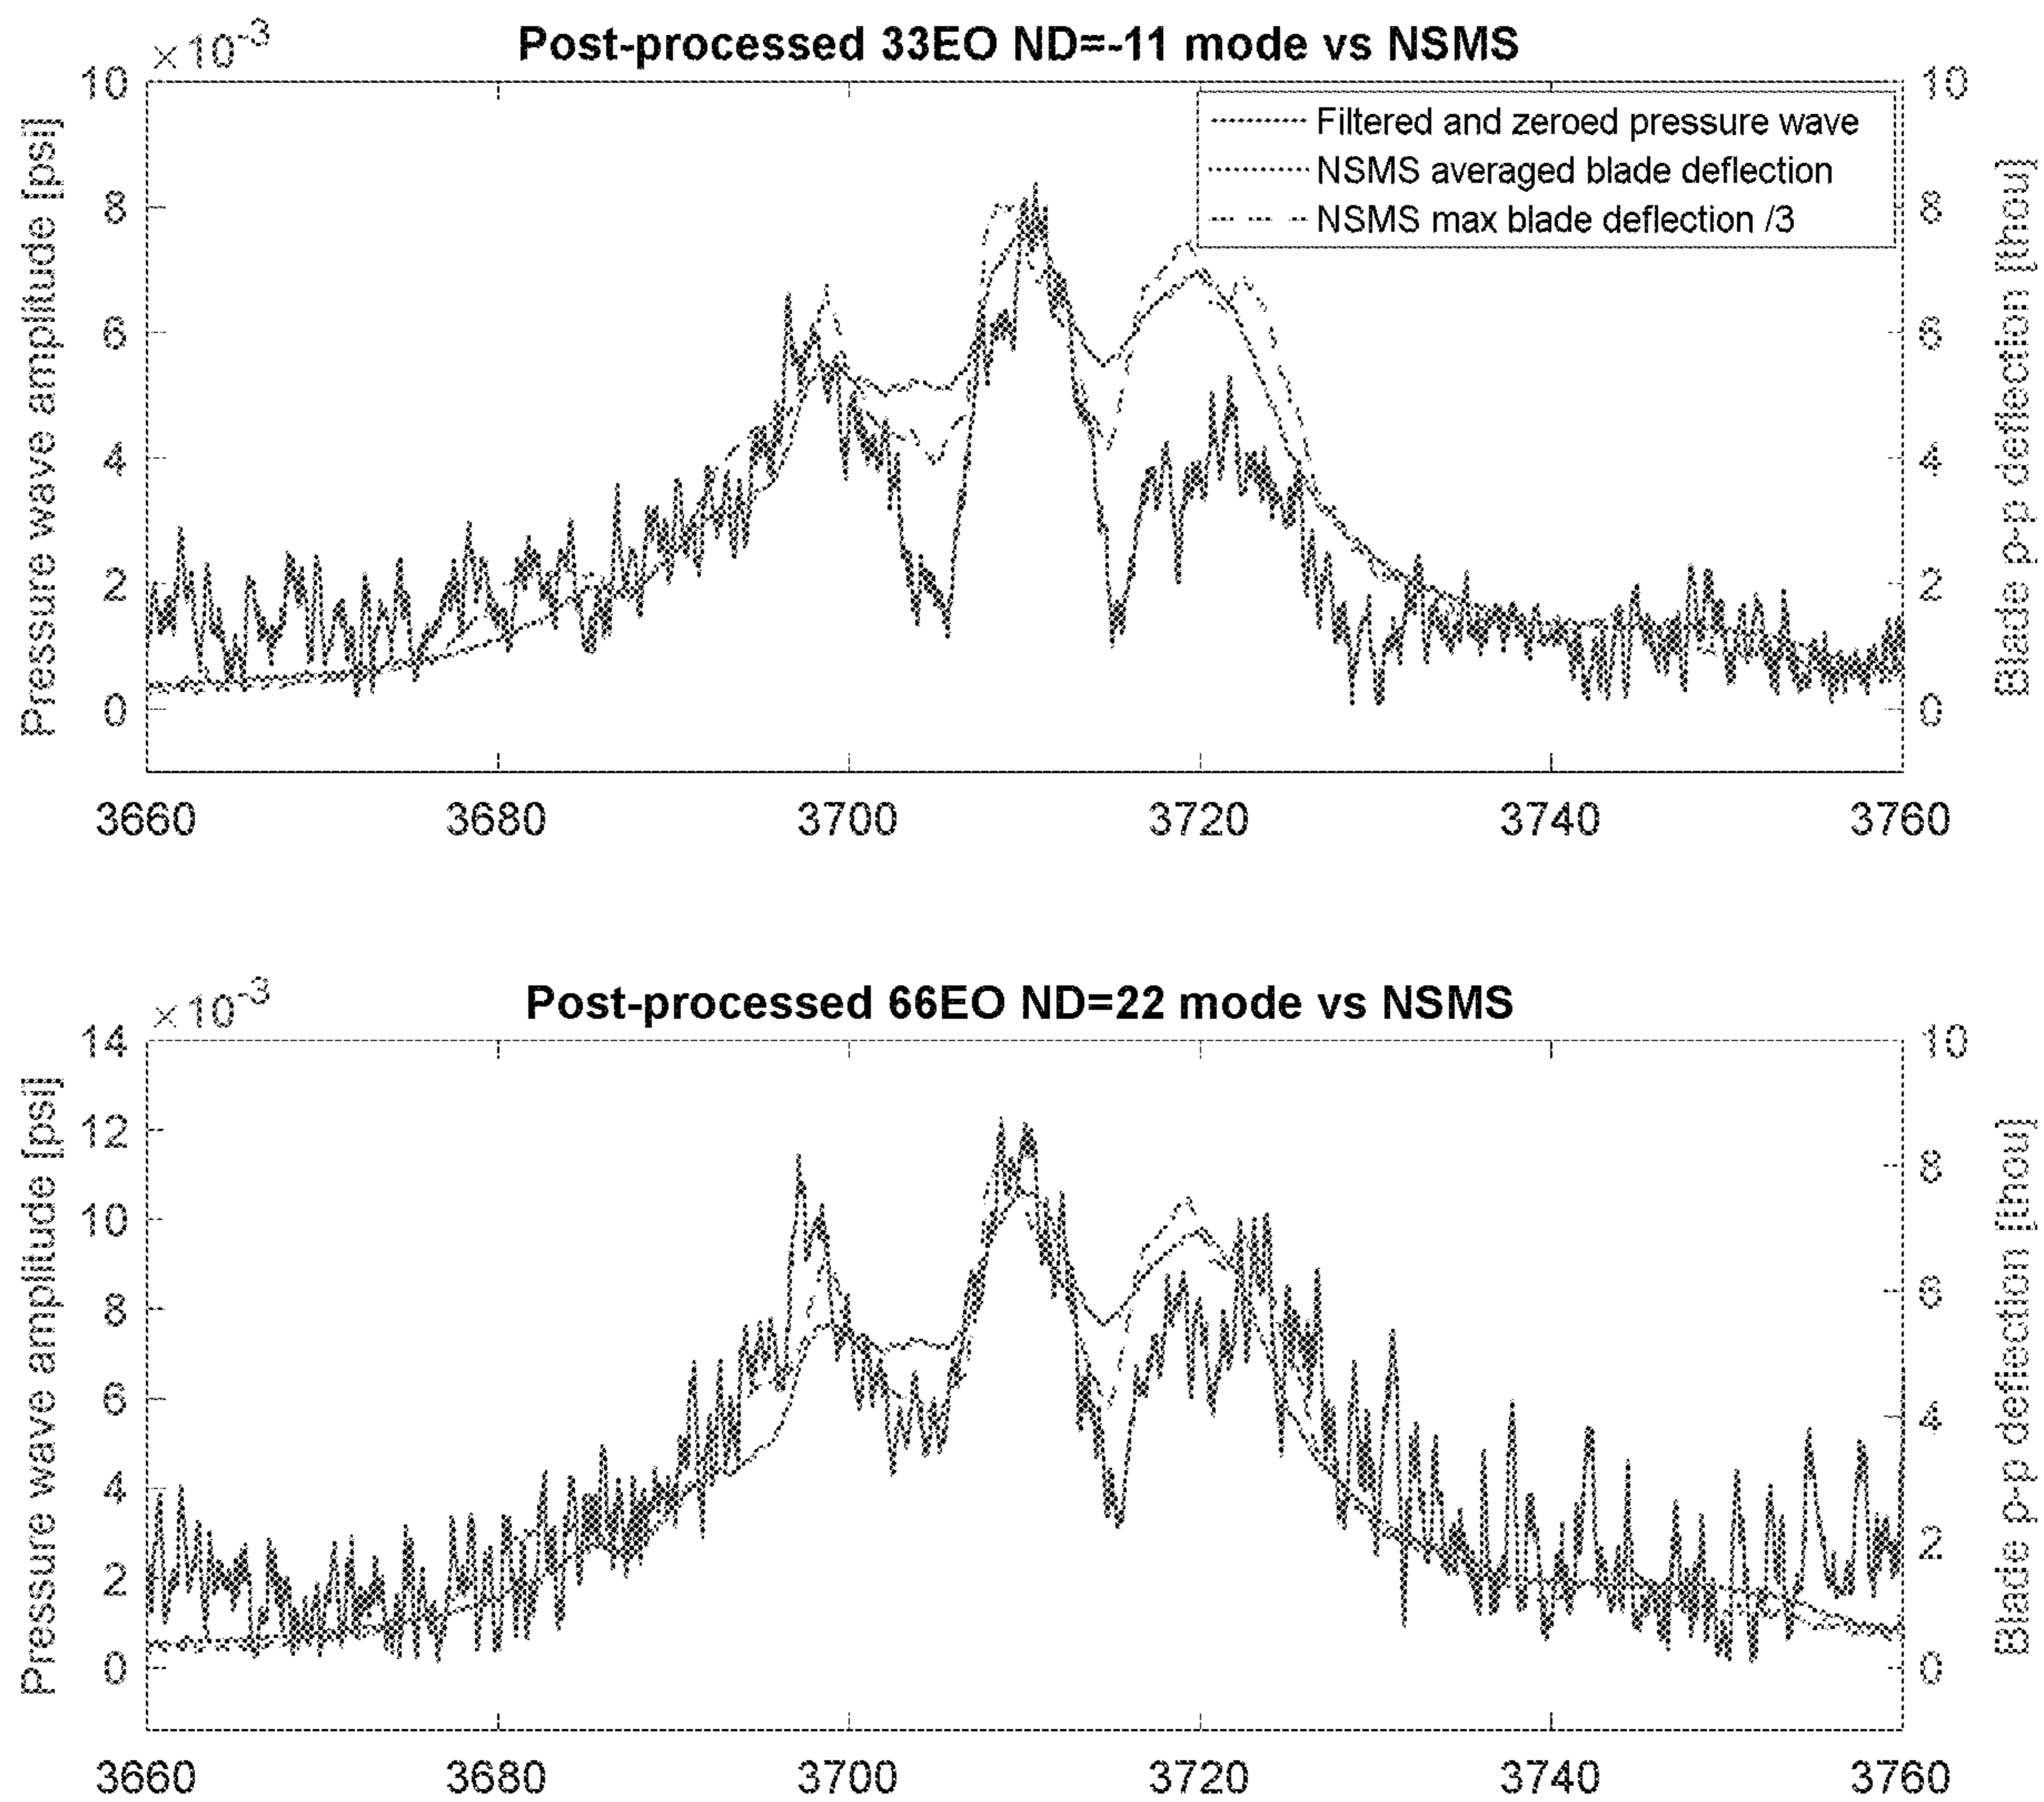 ×10-3
Post-processed 33EO ND=-11 mode vs NSMS
10
8
6
4
2
0
Pressure wave amplitude [psi]
Filtered and zeroed pressure wave
NSMS averaged blade deflection
NSMS max blade deflection /3
10
8
6
4
2
0
Blade p-p deflection [thou]
3660 3680 3700 3720 3740 3760
×10-3
Post-processed 66EO ND=22 mode vs NSMS
14
12
10
8
6
4
2
0
Pressure wave amplitude [psi]
10
8
6
4
2
0
Blade p-p deflection [thou]
3660 3680 3700 3720 3740 3760